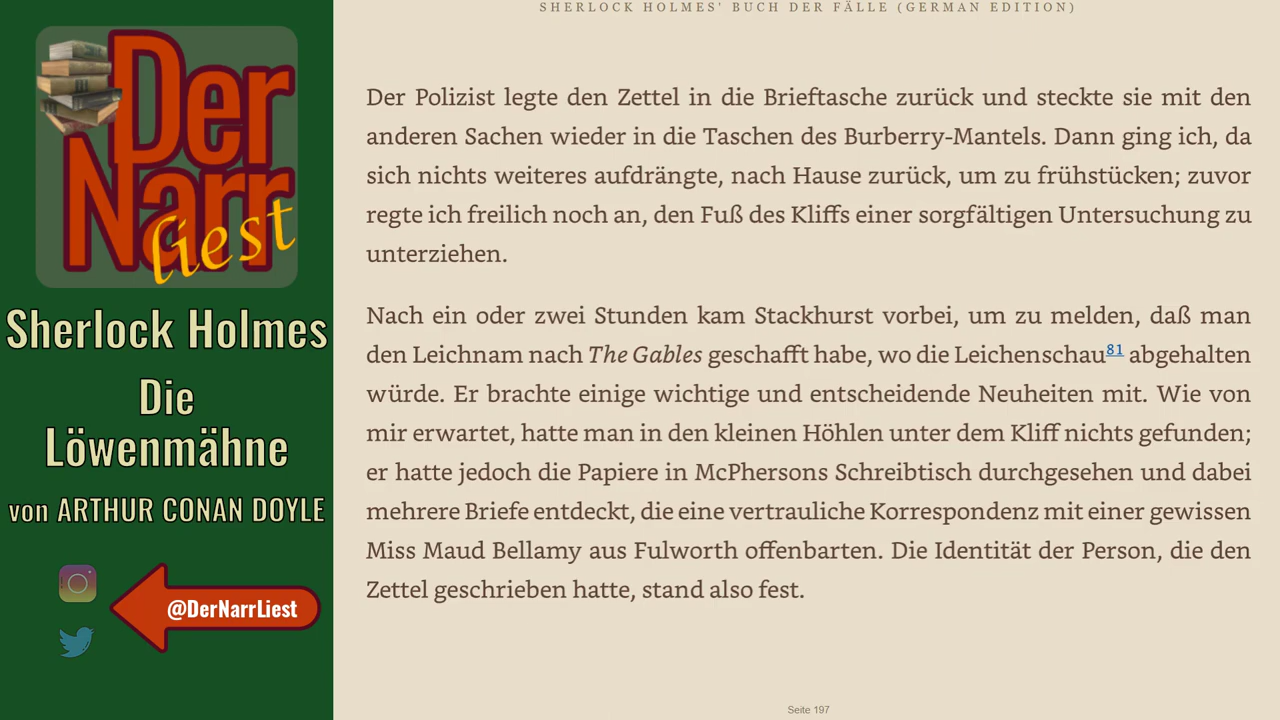 Der
Narr
liest
Sherlock Holmes
Die
Löwenmähne
von ARTHUR CONAN DOYLE
@DerNarrLiest
SHERLOCK HOLMES' BUCH DER FÄLLE (GERMAN EDITION)
Der Polizist legte den Zettel in die Brieftasche zurück und steckte sie mit den
anderen Sachen wieder in die Taschen des Burberry-Mantels. Dann ging ich, da
sich nichts weiteres aufdrängte, nach Hause zurück, um zu frühstücken; zuvor
regte ich freilich noch an, den Fuß des Kliffs einer sorgfältigen Untersuchung zu
unterziehen.
Nach ein oder zwei Stunden kam Stackhurst vorbei, um zu melden, daß man
den Leichnam nach The Gables geschafft habe, wo die Leichenschau81 abgehalten
würde. Er brachte einige wichtige und entscheidende Neuheiten mit. Wie von
mir erwartet, hatte man in den kleinen Höhlen unter dem Kliff nichts gefunden;
er hatte jedoch die Papiere in McPhersons Schreibtisch durchgesehen und dabei
mehrere Briefe entdeckt, die eine vertrauliche Korrespondenz mit einer gewissen
Miss Maud Bellamy aus Fulworth offenbarten. Die Identität der Person, die den
Zettel geschrieben hatte, stand also fest.
Seite 197